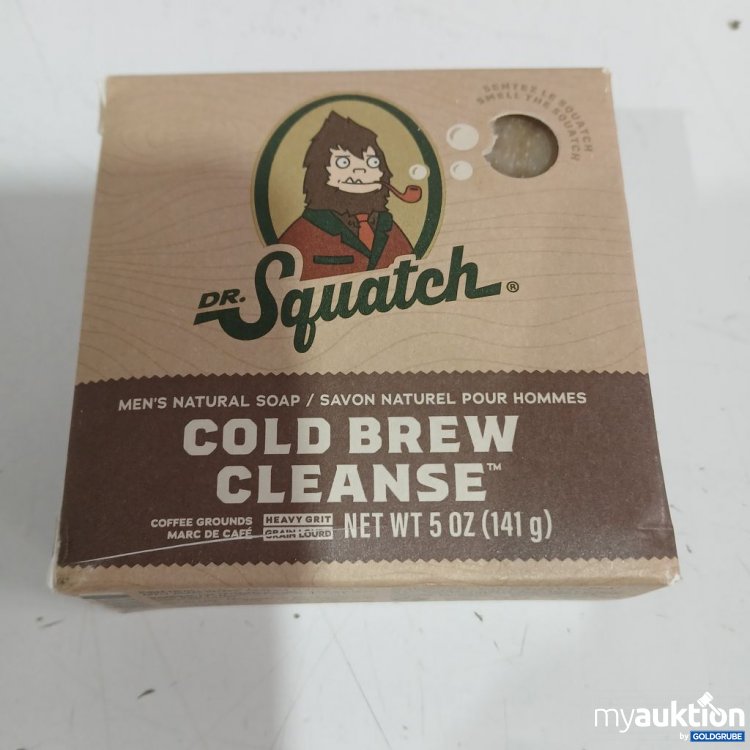 SENTEZ LE SQUATCH
SMELL THE SQUATCH
DR. Squatch®
MEN'S NATURAL SOAP / SAVON NATUREL POUR HOMMES
COLD BREW
CLEANSE™
COFFEE GROUNDS HEAVY GRIT
MARC DE CAFÉ GRAIN LOURD
NET WT 5 OZ (141 g)
myauktion
by GOLDGRUBE